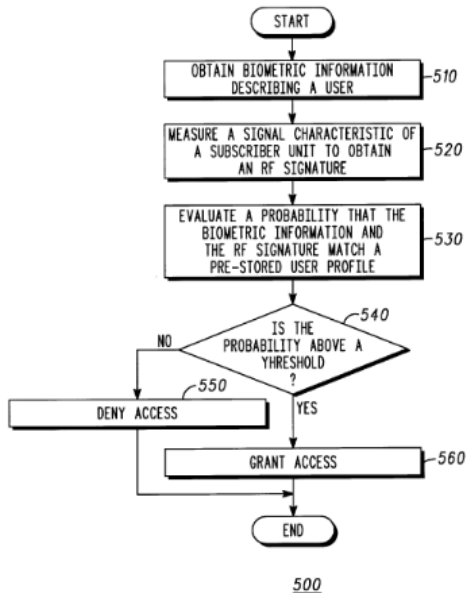 START
OBTAIN BIOMETRIC INFORMATION
DESCRIBING A USER
510
MEASURE A SIGNAL CHARACTERISTIC OF
A SUBSCRIBER UNIT TO OBTAIN
AN RF SIGNATURE
520
EVALUATE A PROBABILITY THAT THE
BIOMETRIC INFORMATION AND
THE RF SIGNATURE MATCH A
PRE-STORED USER PROFILE
530
540
IS THE
PROBABILITY ABOVE A
YHRESHOLD
?
NO
YES
550
DENY ACCESS
GRANT ACCESS
560
END
500